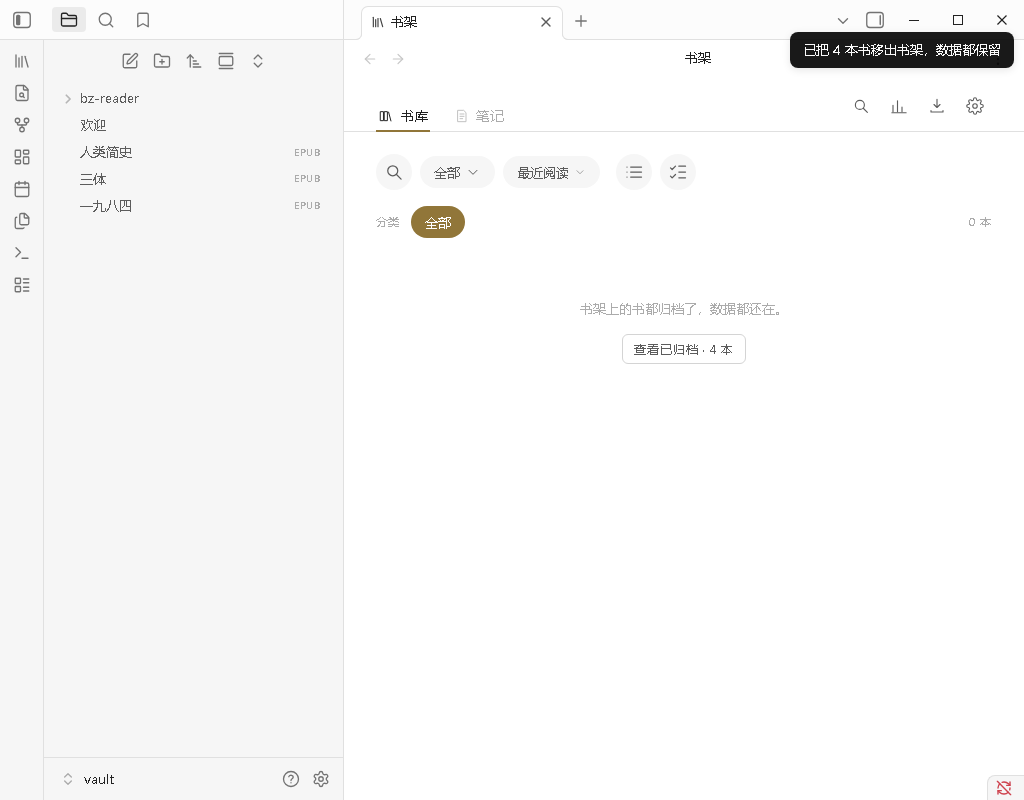 书架
已把 4 本书移出书架，数据都保留
书架
bz-reader
欢迎
人类简史 EPUB
三体 EPUB
一九八四 EPUB
书库 笔记
全部 最近阅读
分类 全部 0 本
书架上的书都归档了，数据都还在。
查看已归档 · 4 本
vault